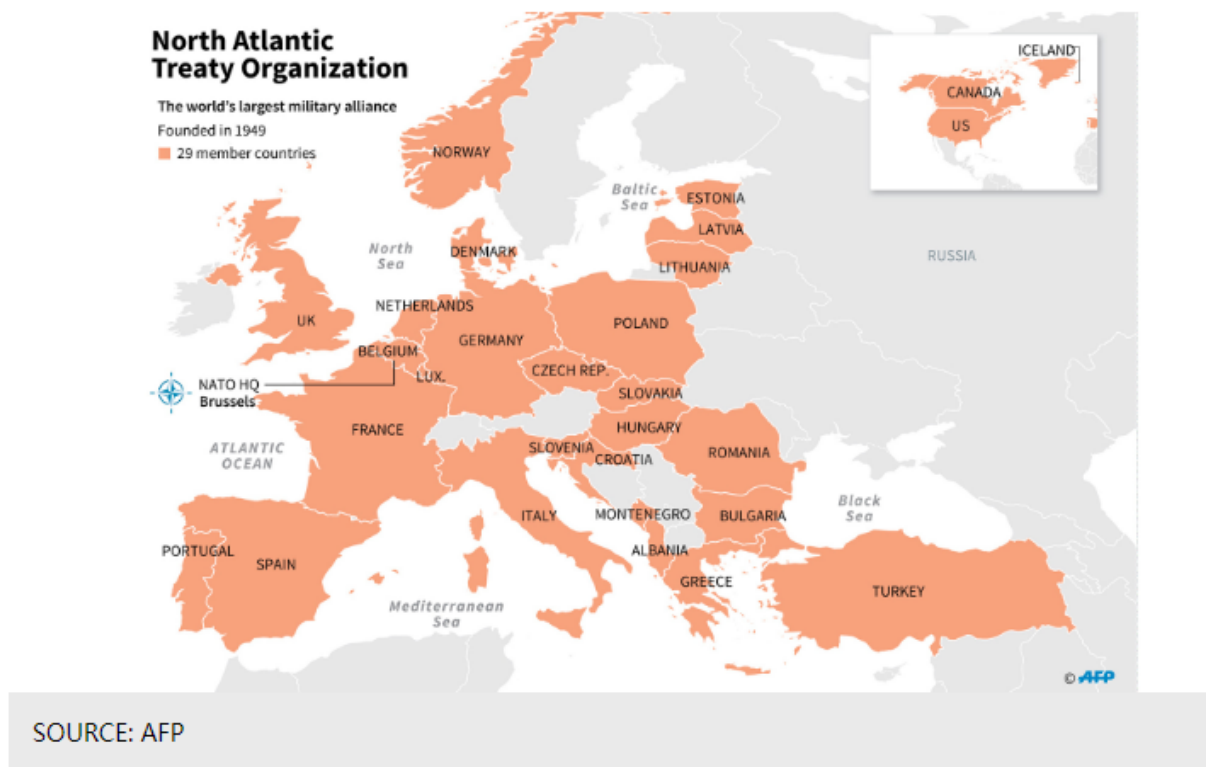 North Atlantic
Treaty Organization
The world's largest military alliance
Founded in 1949
29 member countries
ICELAND
CANADA
US
NORWAY
Baltic
Sea
ESTONIA
LATVIA
LITHUANIA
RUSSIA
North
Sea
DENMARK
NETHERLANDS
UK
GERMANY
POLAND
BELGIUM
LUX.
CZECH REP.
NATO HQ
Brussels
SLOVAKIA
FRANCE
HUNGARY
ATLANTIC
OCEAN
SLOVENIA
CROATIA
ROMANIA
Black
Sea
ITALY
MONTENEGRO
BULGARIA
PORTUGAL
SPAIN
ALBANIA
GREECE
TURKEY
Mediterranean
Sea
© AFP
SOURCE: AFP